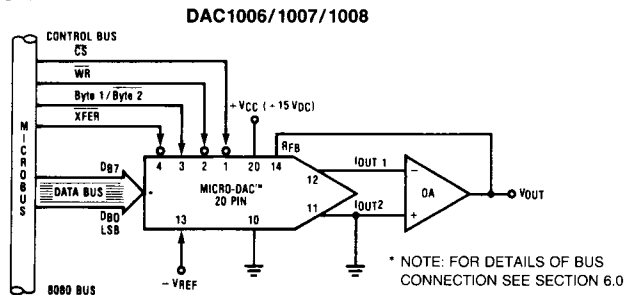 DAC1006/1007/1008
CONTROL BUS
CS
WR
Byte 1/Byte 2
XFER
+VCC (+15 VDC)
RFB
4 3 2 1 20 14
12 IOUT 1
MICROBUS
DB7
DATA BUS
DB0
LSB
*
MICRO-DAC™
20 PIN
11 IOUT2
13 10
- OA +
VOUT
-VREF
8080 BUS
* NOTE: FOR DETAILS OF BUS
CONNECTION SEE SECTION 6.0